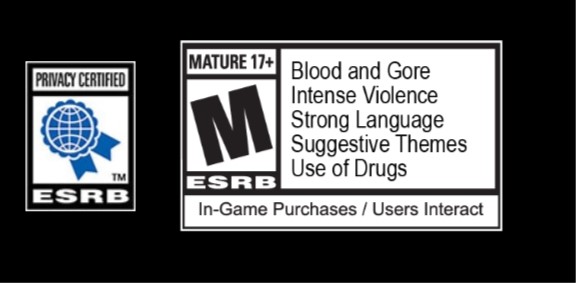 PRIVACY CERTIFIED
TM
ESRB
MATURE 17+
M
ESRB
Blood and Gore
Intense Violence
Strong Language
Suggestive Themes
Use of Drugs
In-Game Purchases / Users Interact